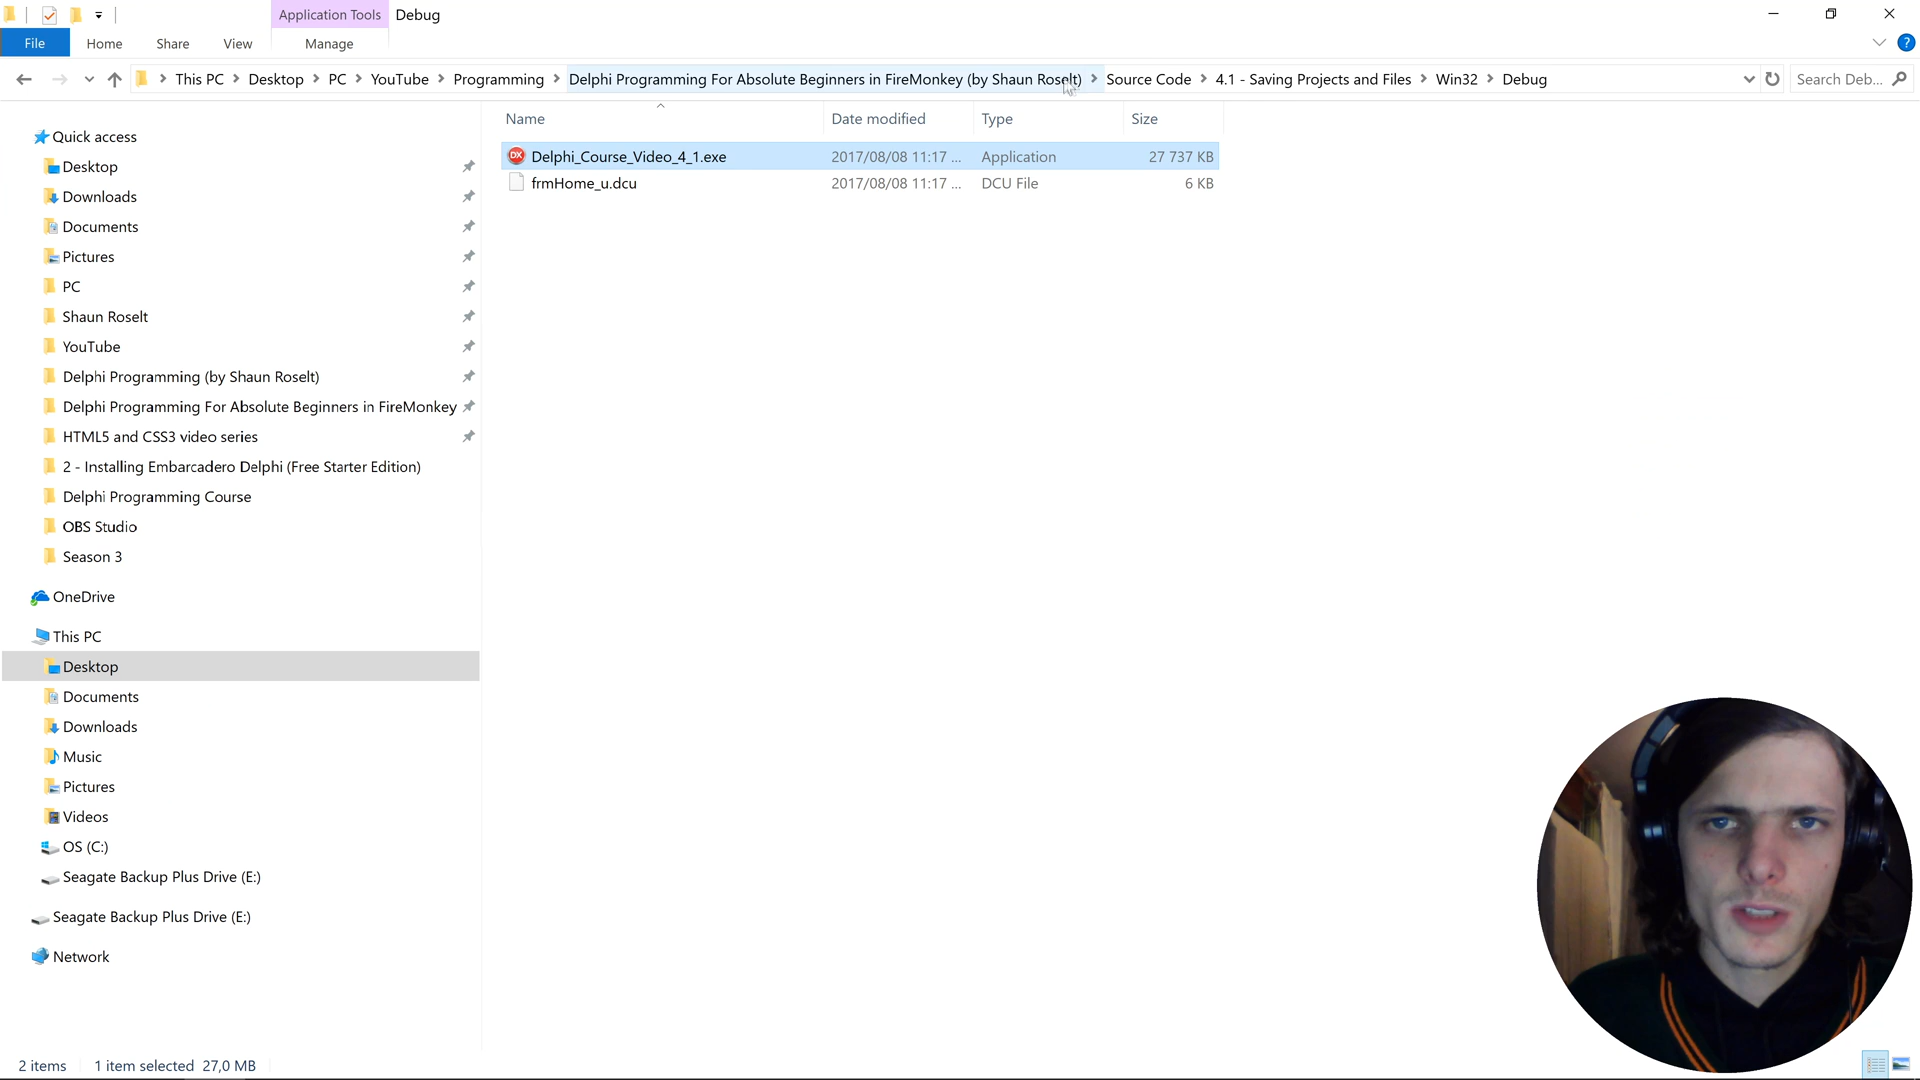 Application Tools Debug
File Home Share View Manage
This PC Desktop PC YouTube Programming Delphi Programming For Absolute Beginners in FireMonkey (by Shaun Roselt) Source Code 4.1 - Saving Projects and Files Win32 Debug Search Deb...
Name Date modified Type Size
Delphi_Course_Video_4_1.exe 2017/08/08 11:17 ... Application 27 737 KB
frmHome_u.dcu 2017/08/08 11:17 ... DCU File 6 KB
Quick access
Desktop
Downloads
Documents
Pictures
PC
Shaun Roselt
YouTube
Delphi Programming (by Shaun Roselt)
Delphi Programming For Absolute Beginners in FireMonkey
HTML5 and CSS3 video series
2 - Installing Embarcadero Delphi (Free Starter Edition)
Delphi Programming Course
OBS Studio
Season 3
OneDrive
This PC
Desktop
Documents
Downloads
Music
Pictures
Videos
OS (C:)
Seagate Backup Plus Drive (E:)
Seagate Backup Plus Drive (E:)
Network
2 items 1 item selected 27,0 MB